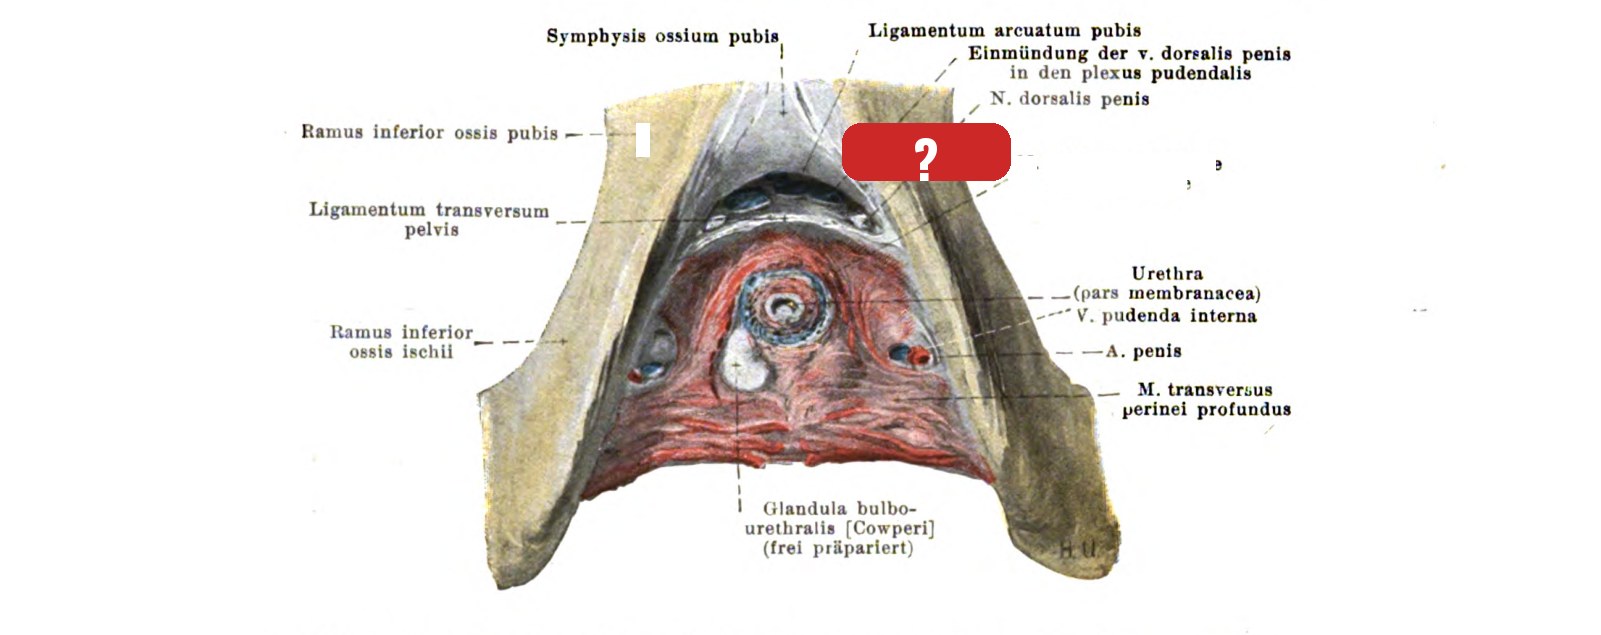 Symphysis ossium pubis
Ligamentum arcuatum pubis
Einmündung der v. dorsalis penis
in den plexus pudendalis
N. dorsalis penis
Ramus inferior ossis pubis
?
Ligamentum transversum
pelvis
Urethra
(pars membranacea)
V. pudenda interna
Ramus inferior
ossis ischii
A. penis
M. transversus
perinei profundus
Glandula bulbo-
urethralis [Cowperi]
(frei präpariert)
H.U